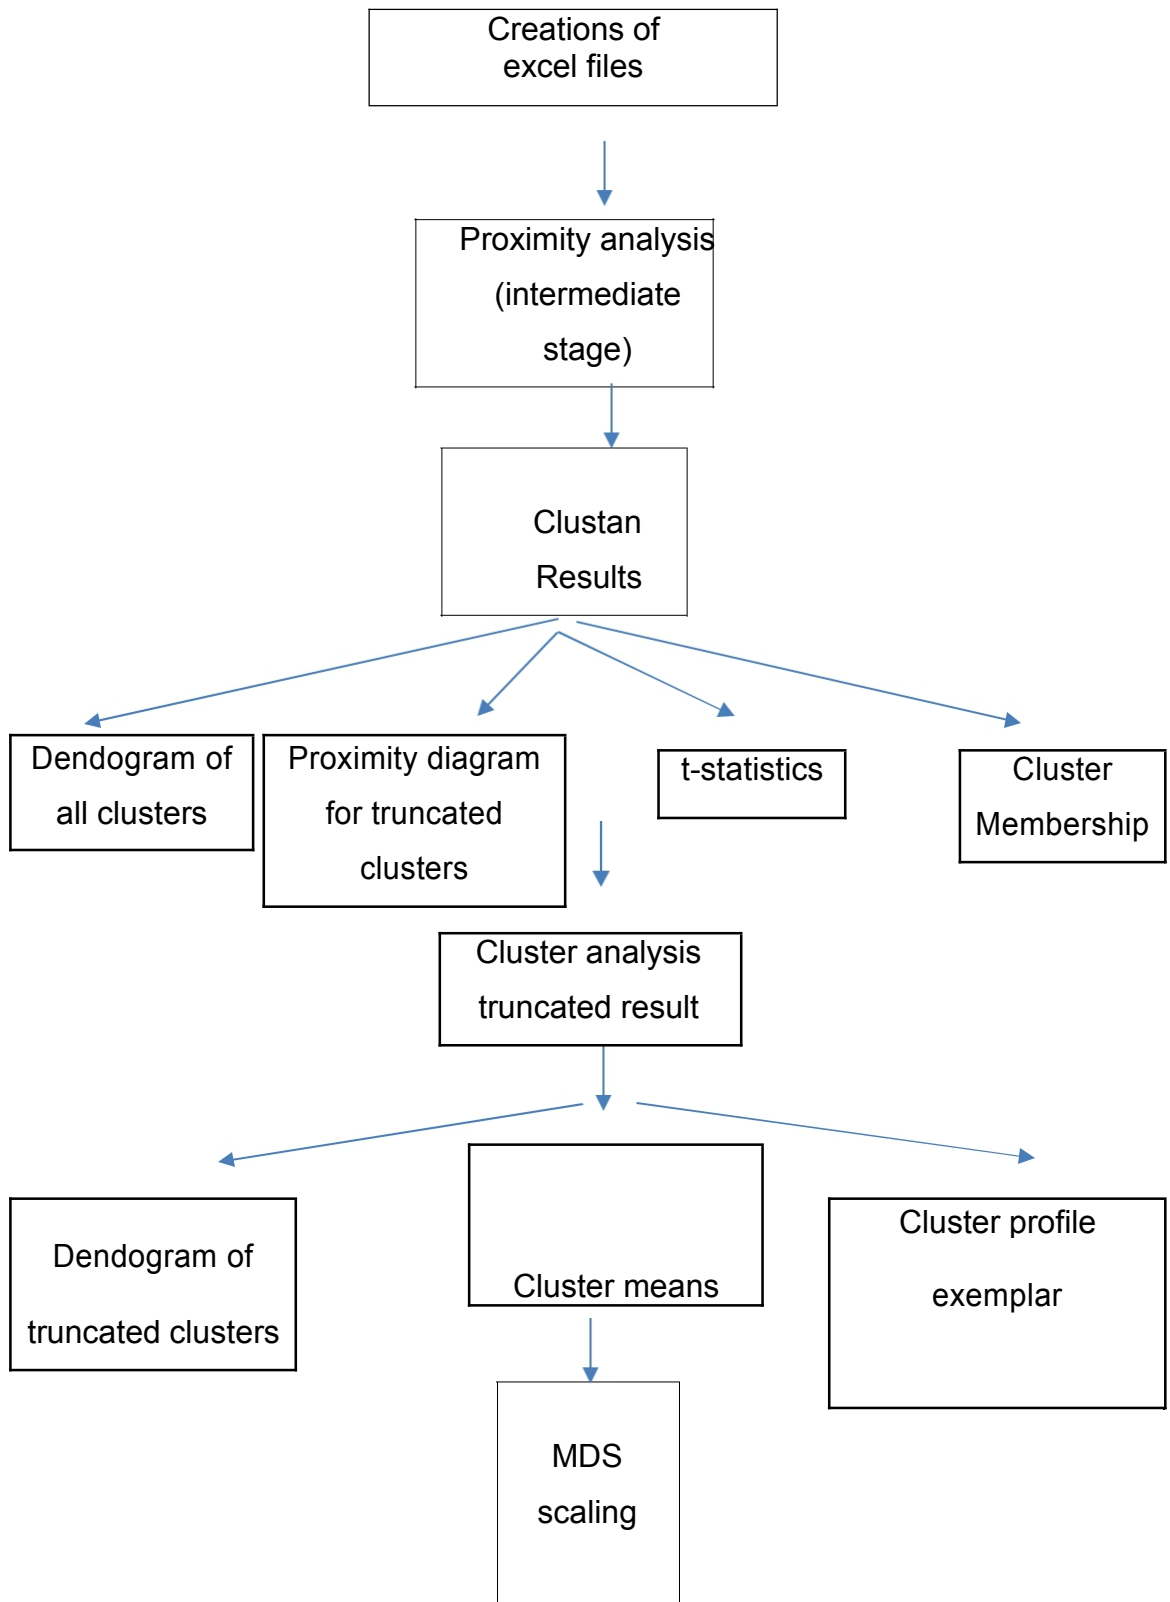 Creations of
excel files
Proximity analysis
(intermediate
stage)
Clustan
Results
Dendogram of
all clusters
Proximity diagram
for truncated
clusters
t-statistics
Cluster
Membership
Cluster analysis
truncated result
Dendogram of
truncated clusters
Cluster means
Cluster profile
exemplar
MDS
scaling